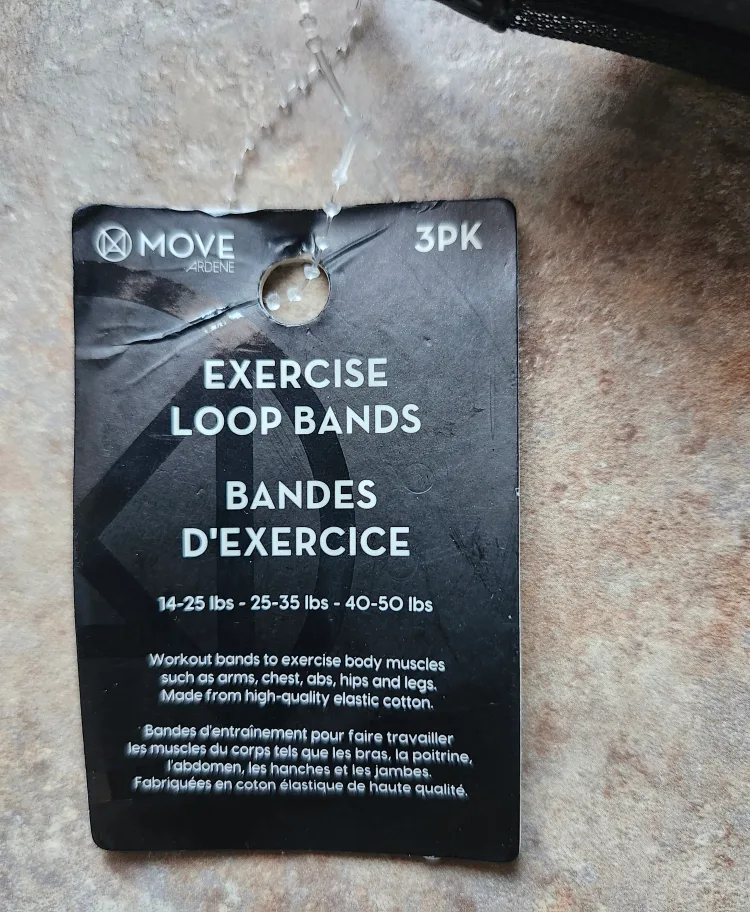 MOVE
ARDENE
3PK
EXERCISE
LOOP BANDS
BANDES
D'EXERCICE
14-25 lbs - 25-35 lbs - 40-50 lbs
Workout bands to exercise body muscles
such as arms, chest, abs, hips and legs.
Made from high-quality elastic cotton.
Bandes d'entraînement pour faire travailler
les muscles du corps tels que les bras, la poitrine,
l'abdomen, les hanches et les jambes.
Fabriquées en coton élastique de haute qualité.